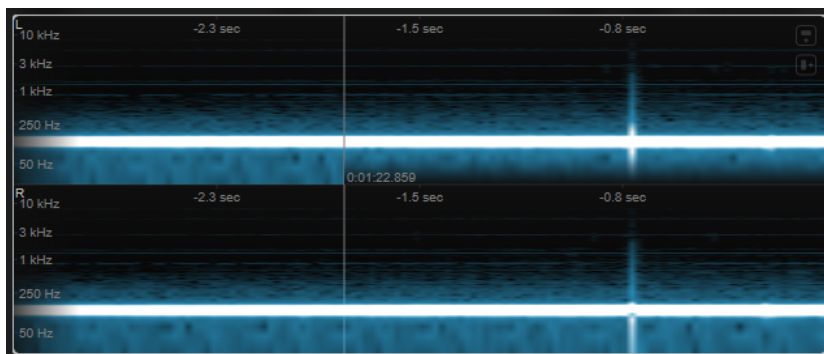 L
-2.3 sec -1.5 sec -0.8 sec
10 kHz
3 kHz
1 kHz
250 Hz
50 Hz
0:01:22.859
R
-2.3 sec -1.5 sec -0.8 sec
10 kHz
3 kHz
1 kHz
250 Hz
50 Hz